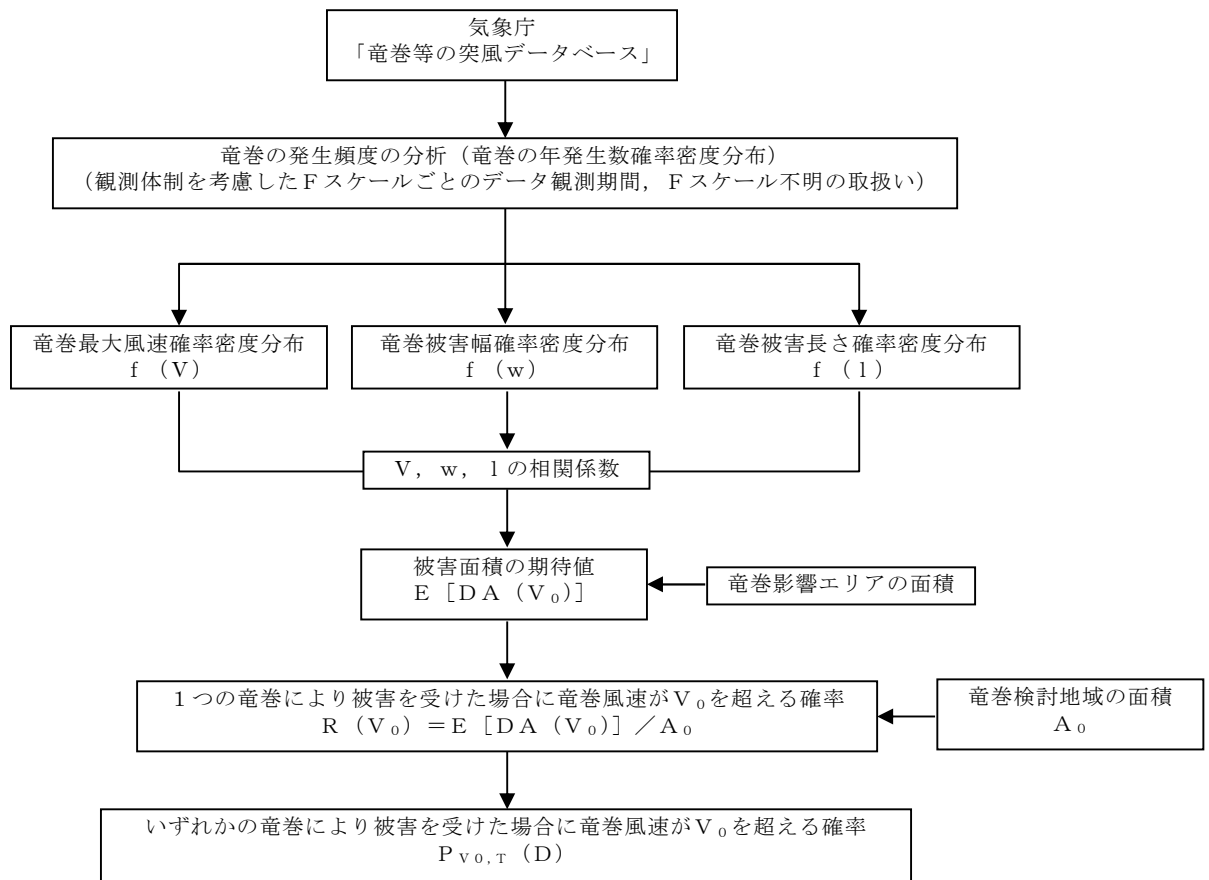 気象庁
「竜巻等の突風データベース」
竜巻の発生頻度の分析（竜巻の年発生数確率密度分布）
（観測体制を考慮したＦスケールごとのデータ観測期間，Ｆスケール不明の取扱い）
竜巻最大風速確率密度分布
ｆ（Ｖ）
竜巻被害幅確率密度分布
ｆ（ｗ）
竜巻被害長さ確率密度分布
ｆ（ｌ）
Ｖ，ｗ，ｌの相関係数
被害面積の期待値
Ｅ［ＤＡ（Ｖ₀）］
竜巻影響エリアの面積
１つの竜巻により被害を受けた場合に竜巻風速がＶ₀を超える確率
Ｒ（Ｖ₀）＝Ｅ［ＤＡ（Ｖ₀）］／Ａ₀
竜巻検討地域の面積
Ａ₀
いずれかの竜巻により被害を受けた場合に竜巻風速がＶ₀を超える確率
Ｐᵥ₀,ₜ（Ｄ）